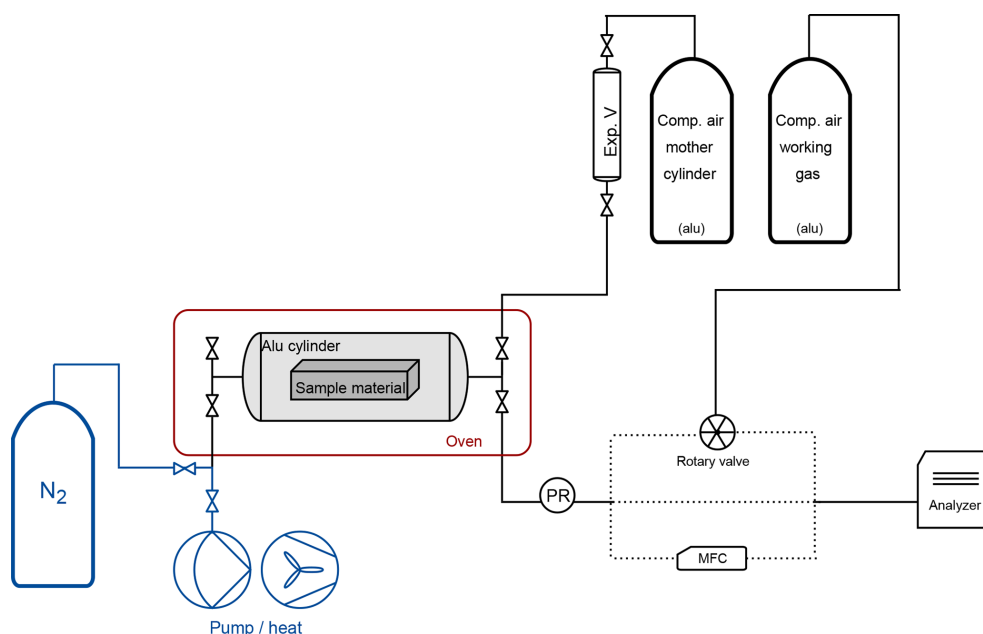 Exp. V
Comp. air
mother
cylinder
(alu)
Comp. air
working
gas
(alu)
Alu cylinder
Sample material
Oven
N2
Rotary valve
PR
MFC
Analyzer
Pump / heat